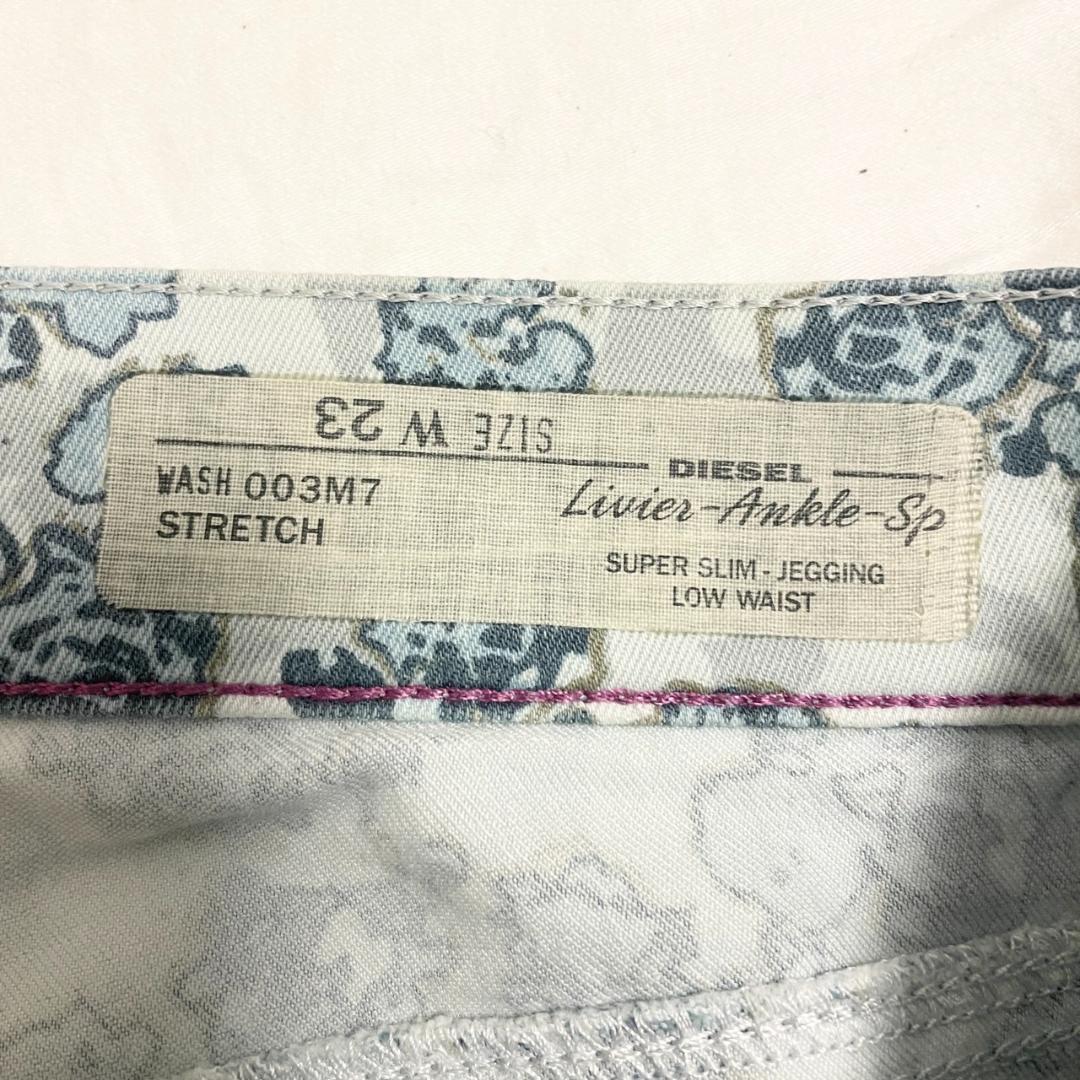 SIZE W 23
DIESEL
WASH 003M7
STRETCH
Livier-Ankle-Sp
SUPER SLIM - JEGGING
LOW WAIST